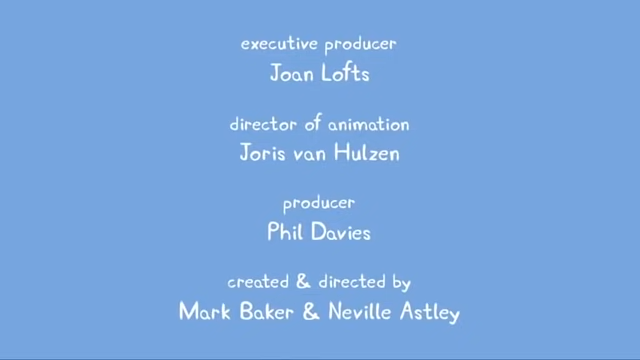 executive producer
Joan Lofts
director of animation
Joris van Hulzen
producer
Phil Davies
created & directed by
Mark Baker & Neville Astley